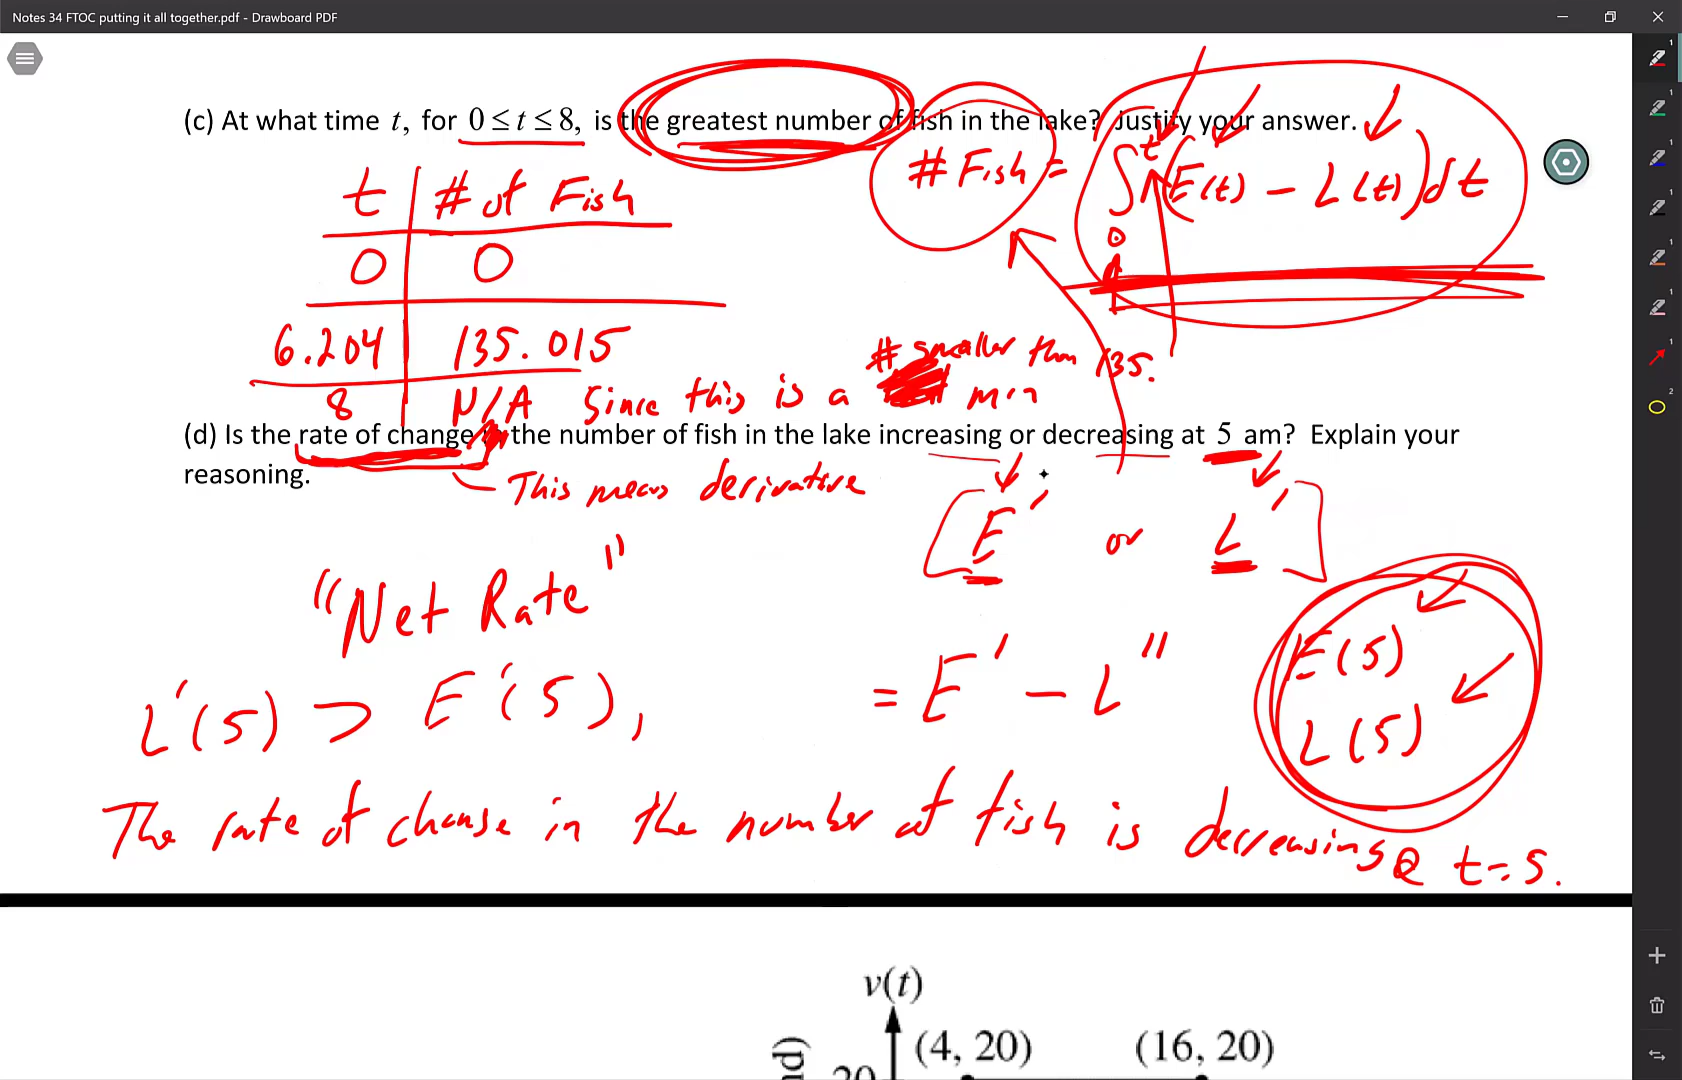 Notes 34 FTOC putting it all together.pdf - Drawboard PDF
(c) At what time t, for 0 ≤ t ≤ 8, is the greatest number of fish in the lake? Justify your answer.
# Fish = ∫₀ᵗ (E(t) - L(t)) dt
t # of Fish
0 0
6.204 135.015
# smaller than 135.
8 N/A Since this is a min
(d) Is the rate of change the number of fish in the lake increasing or decreasing at 5 am? Explain your
reasoning.
This means derivative
[E' or L']
"Net Rate"
E(5)
L(5)
L'(5) > E'(5),
= E' - L''
The rate of change in the number of fish is decreasing @ t=5.
v(t)
(4, 20) (16, 20)
20